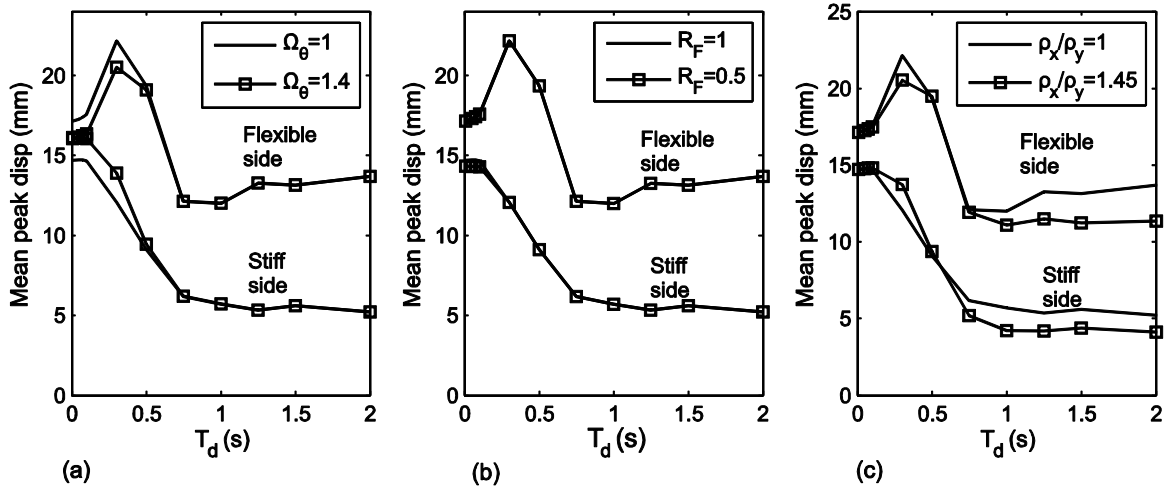 Mean peak disp (mm)
20
15
10
5
0
Ω_θ=1
Ω_θ=1.4
Flexible
side
Stiff
side
0 0.5 1 1.5 2
T_d (s)
(a)
Mean peak disp (mm)
20
15
10
5
0
R_F=1
R_F=0.5
Flexible
side
Stiff
side
0 0.5 1 1.5 2
T_d (s)
(b)
Mean peak disp (mm)
25
20
15
10
5
0
ρ_x/ρ_y=1
ρ_x/ρ_y=1.45
Flexible
side
Stiff
side
0 0.5 1 1.5 2
T_d (s)
(c)